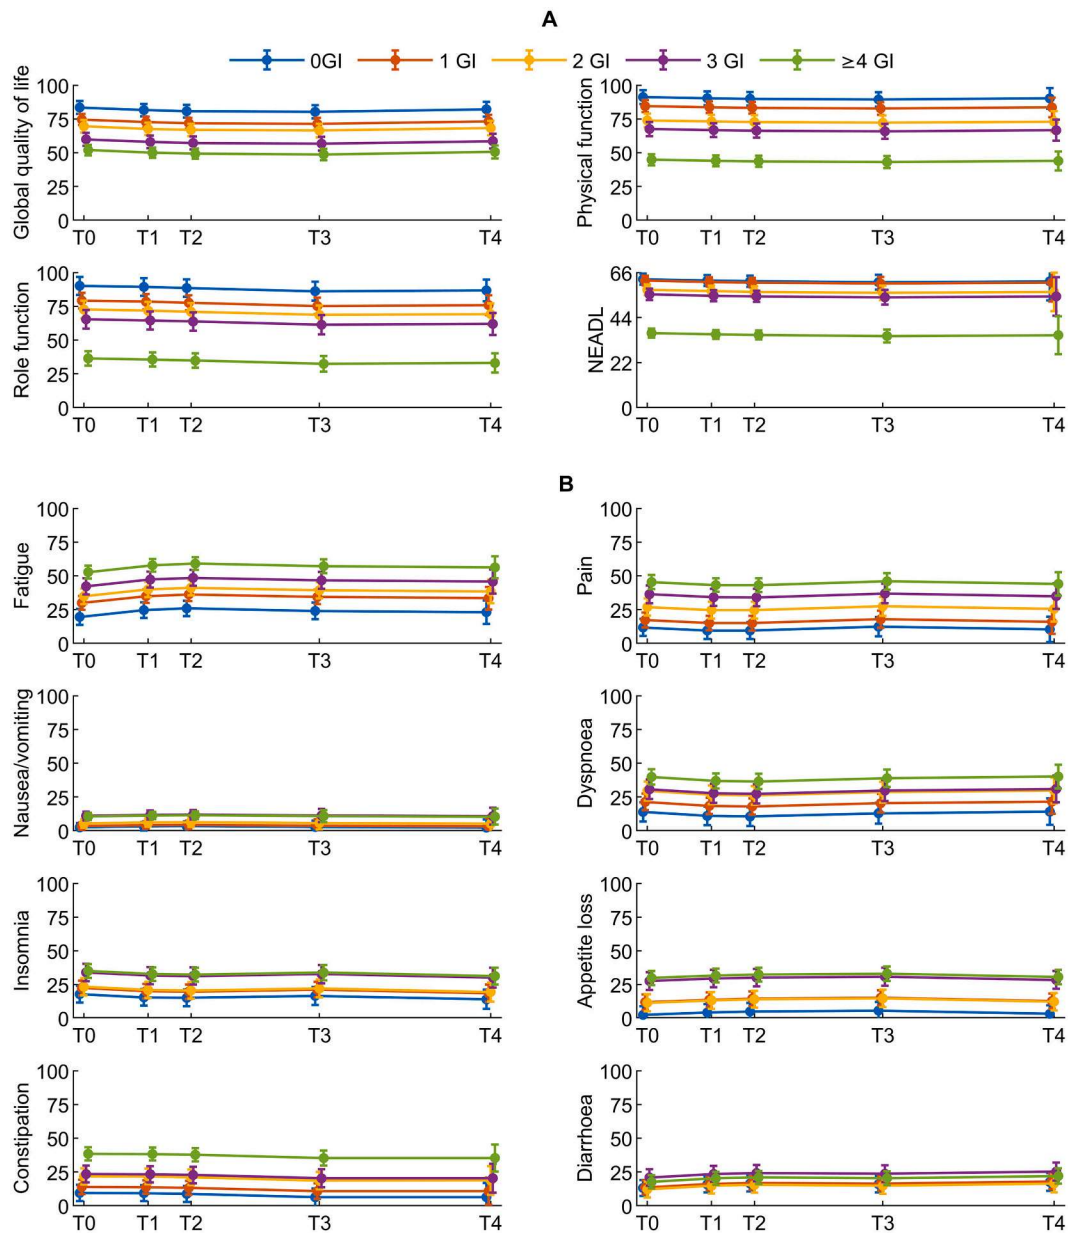 A
0GI 1 GI 2 GI 3 GI ≥4 GI
Global quality of life
100
75
50
25
0
T0 T1 T2 T3 T4
Physical function
100
75
50
25
0
T0 T1 T2 T3 T4
Role function
100
75
50
25
0
T0 T1 T2 T3 T4
NEADL
66
44
22
0
T0 T1 T2 T3 T4
B
Fatigue
100
75
50
25
0
T0 T1 T2 T3 T4
Pain
100
75
50
25
0
T0 T1 T2 T3 T4
Nausea/vomiting
100
75
50
25
0
T0 T1 T2 T3 T4
Dyspnoea
100
75
50
25
0
T0 T1 T2 T3 T4
Insomnia
100
75
50
25
0
T0 T1 T2 T3 T4
Appetite loss
100
75
50
25
0
T0 T1 T2 T3 T4
Constipation
100
75
50
25
0
T0 T1 T2 T3 T4
Diarrhoea
100
75
50
25
0
T0 T1 T2 T3 T4